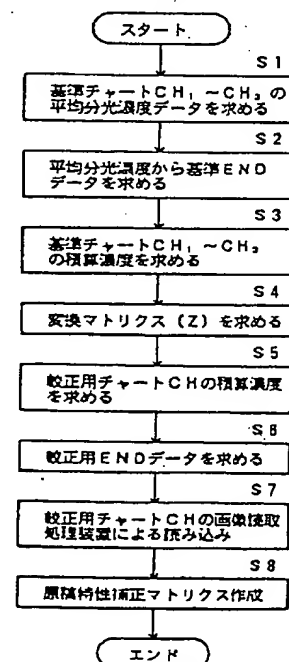 スタート
S1
基準チャートCH₁〜CH₃の
平均分光濃度データを求める
S2
平均分光濃度から基準END
データを求める
S3
基準チャートCH₁〜CH₃
の積算濃度を求める
S4
変換マトリクス(Z)を求める
S5
較正用チャートCHの積算濃度
を求める
S6
較正用ENDデータを求める
S7
較正用チャートCHの画像読取
処理装置による読み込み
S8
原稿特性補正マトリクス作成
エンド